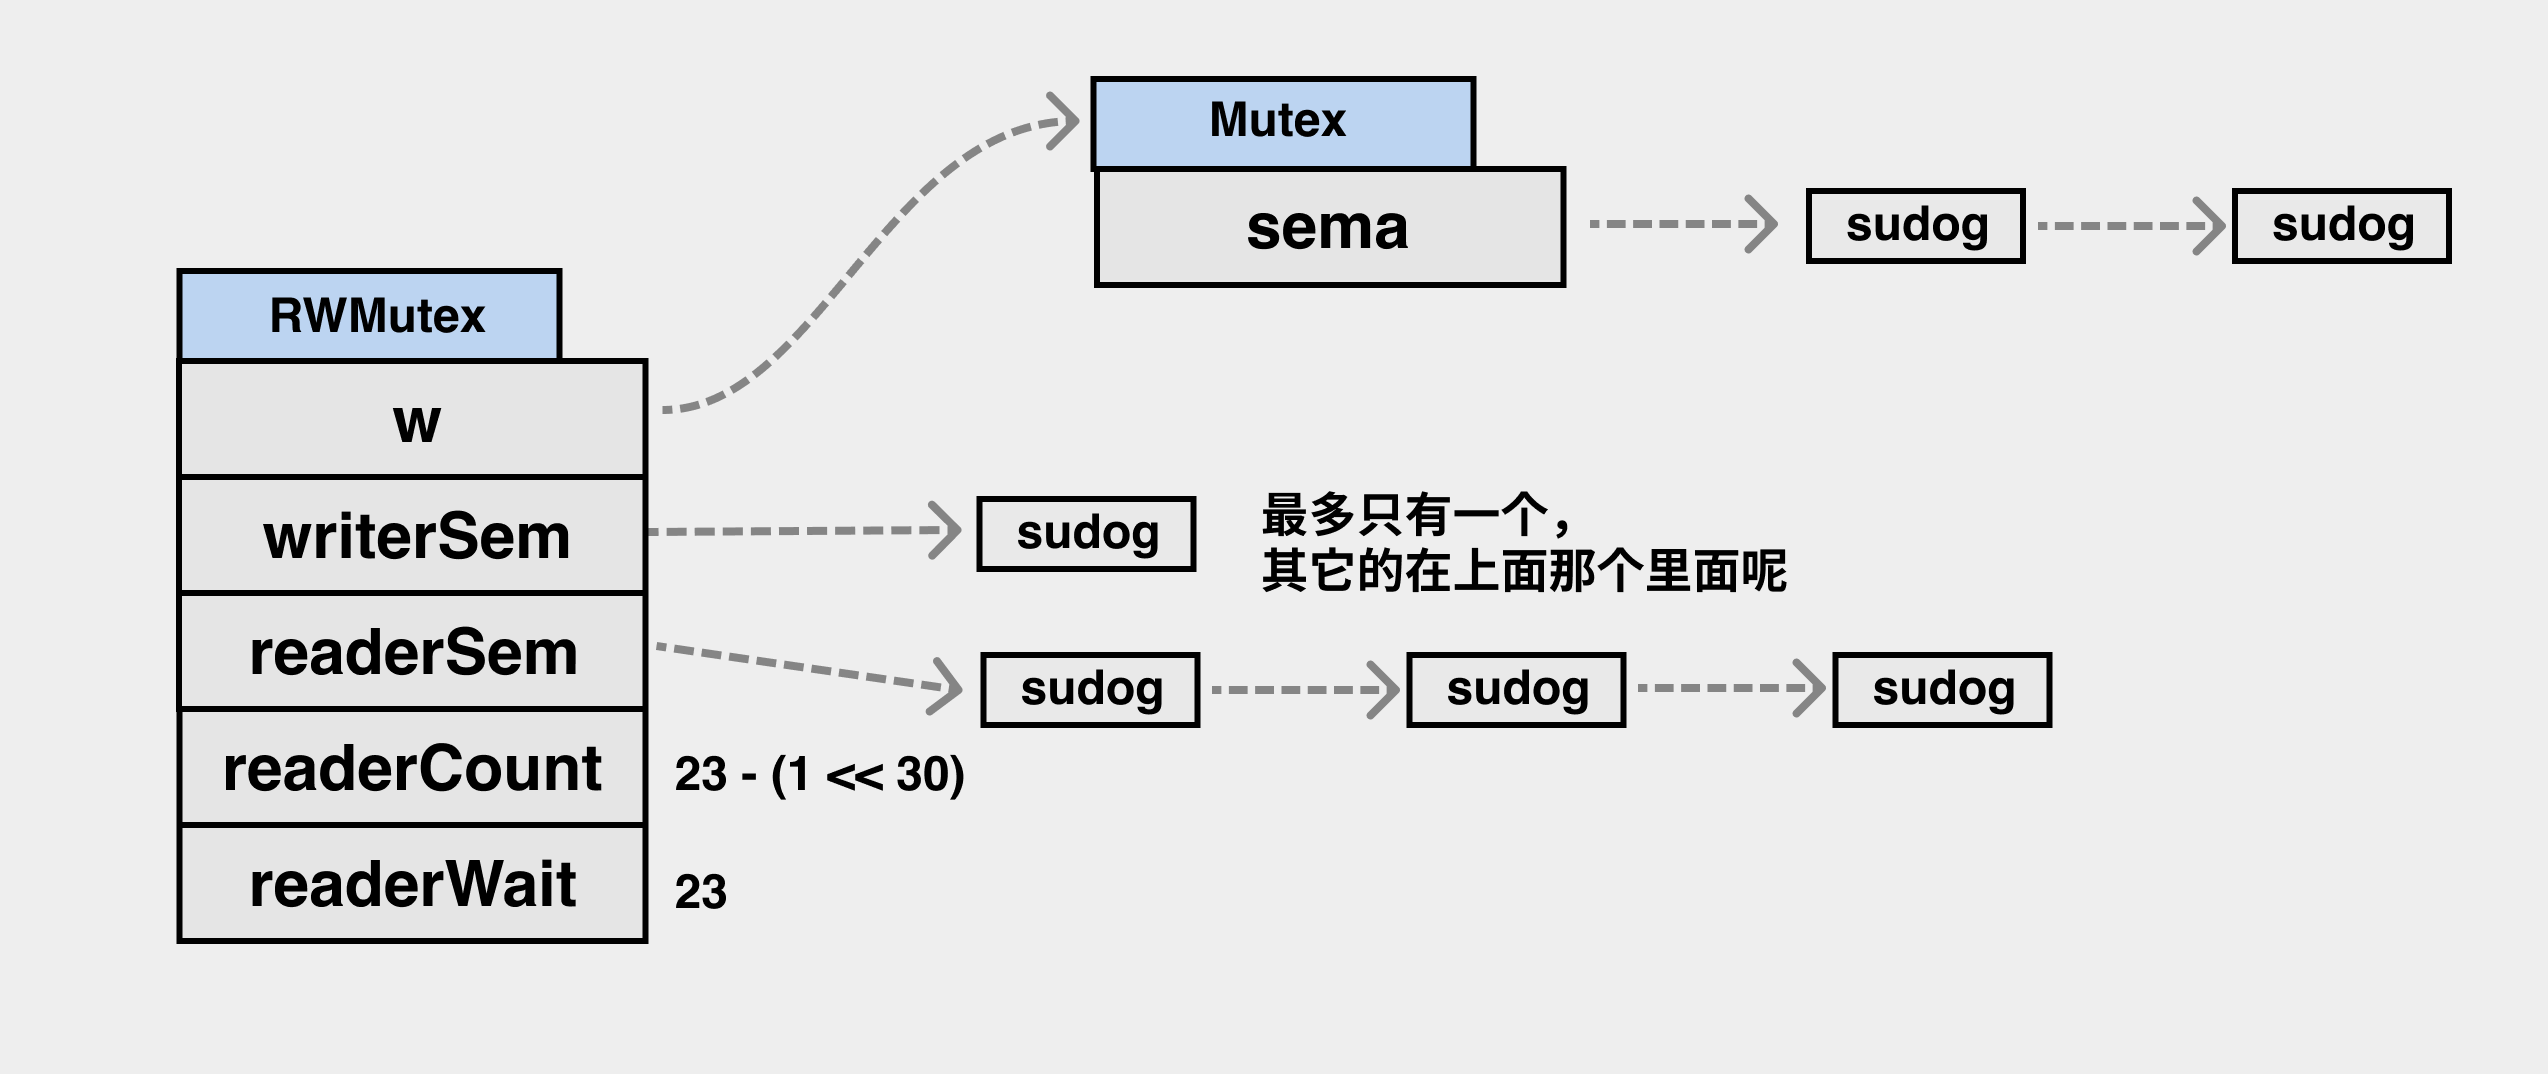 Mutex
sema
sudog
sudog
RWMutex
w
writerSem
sudog
最多只有一个，
其它的在上面那个里面呢
readerSem
sudog
sudog
sudog
readerCount
23 - (1 << 30)
readerWait
23